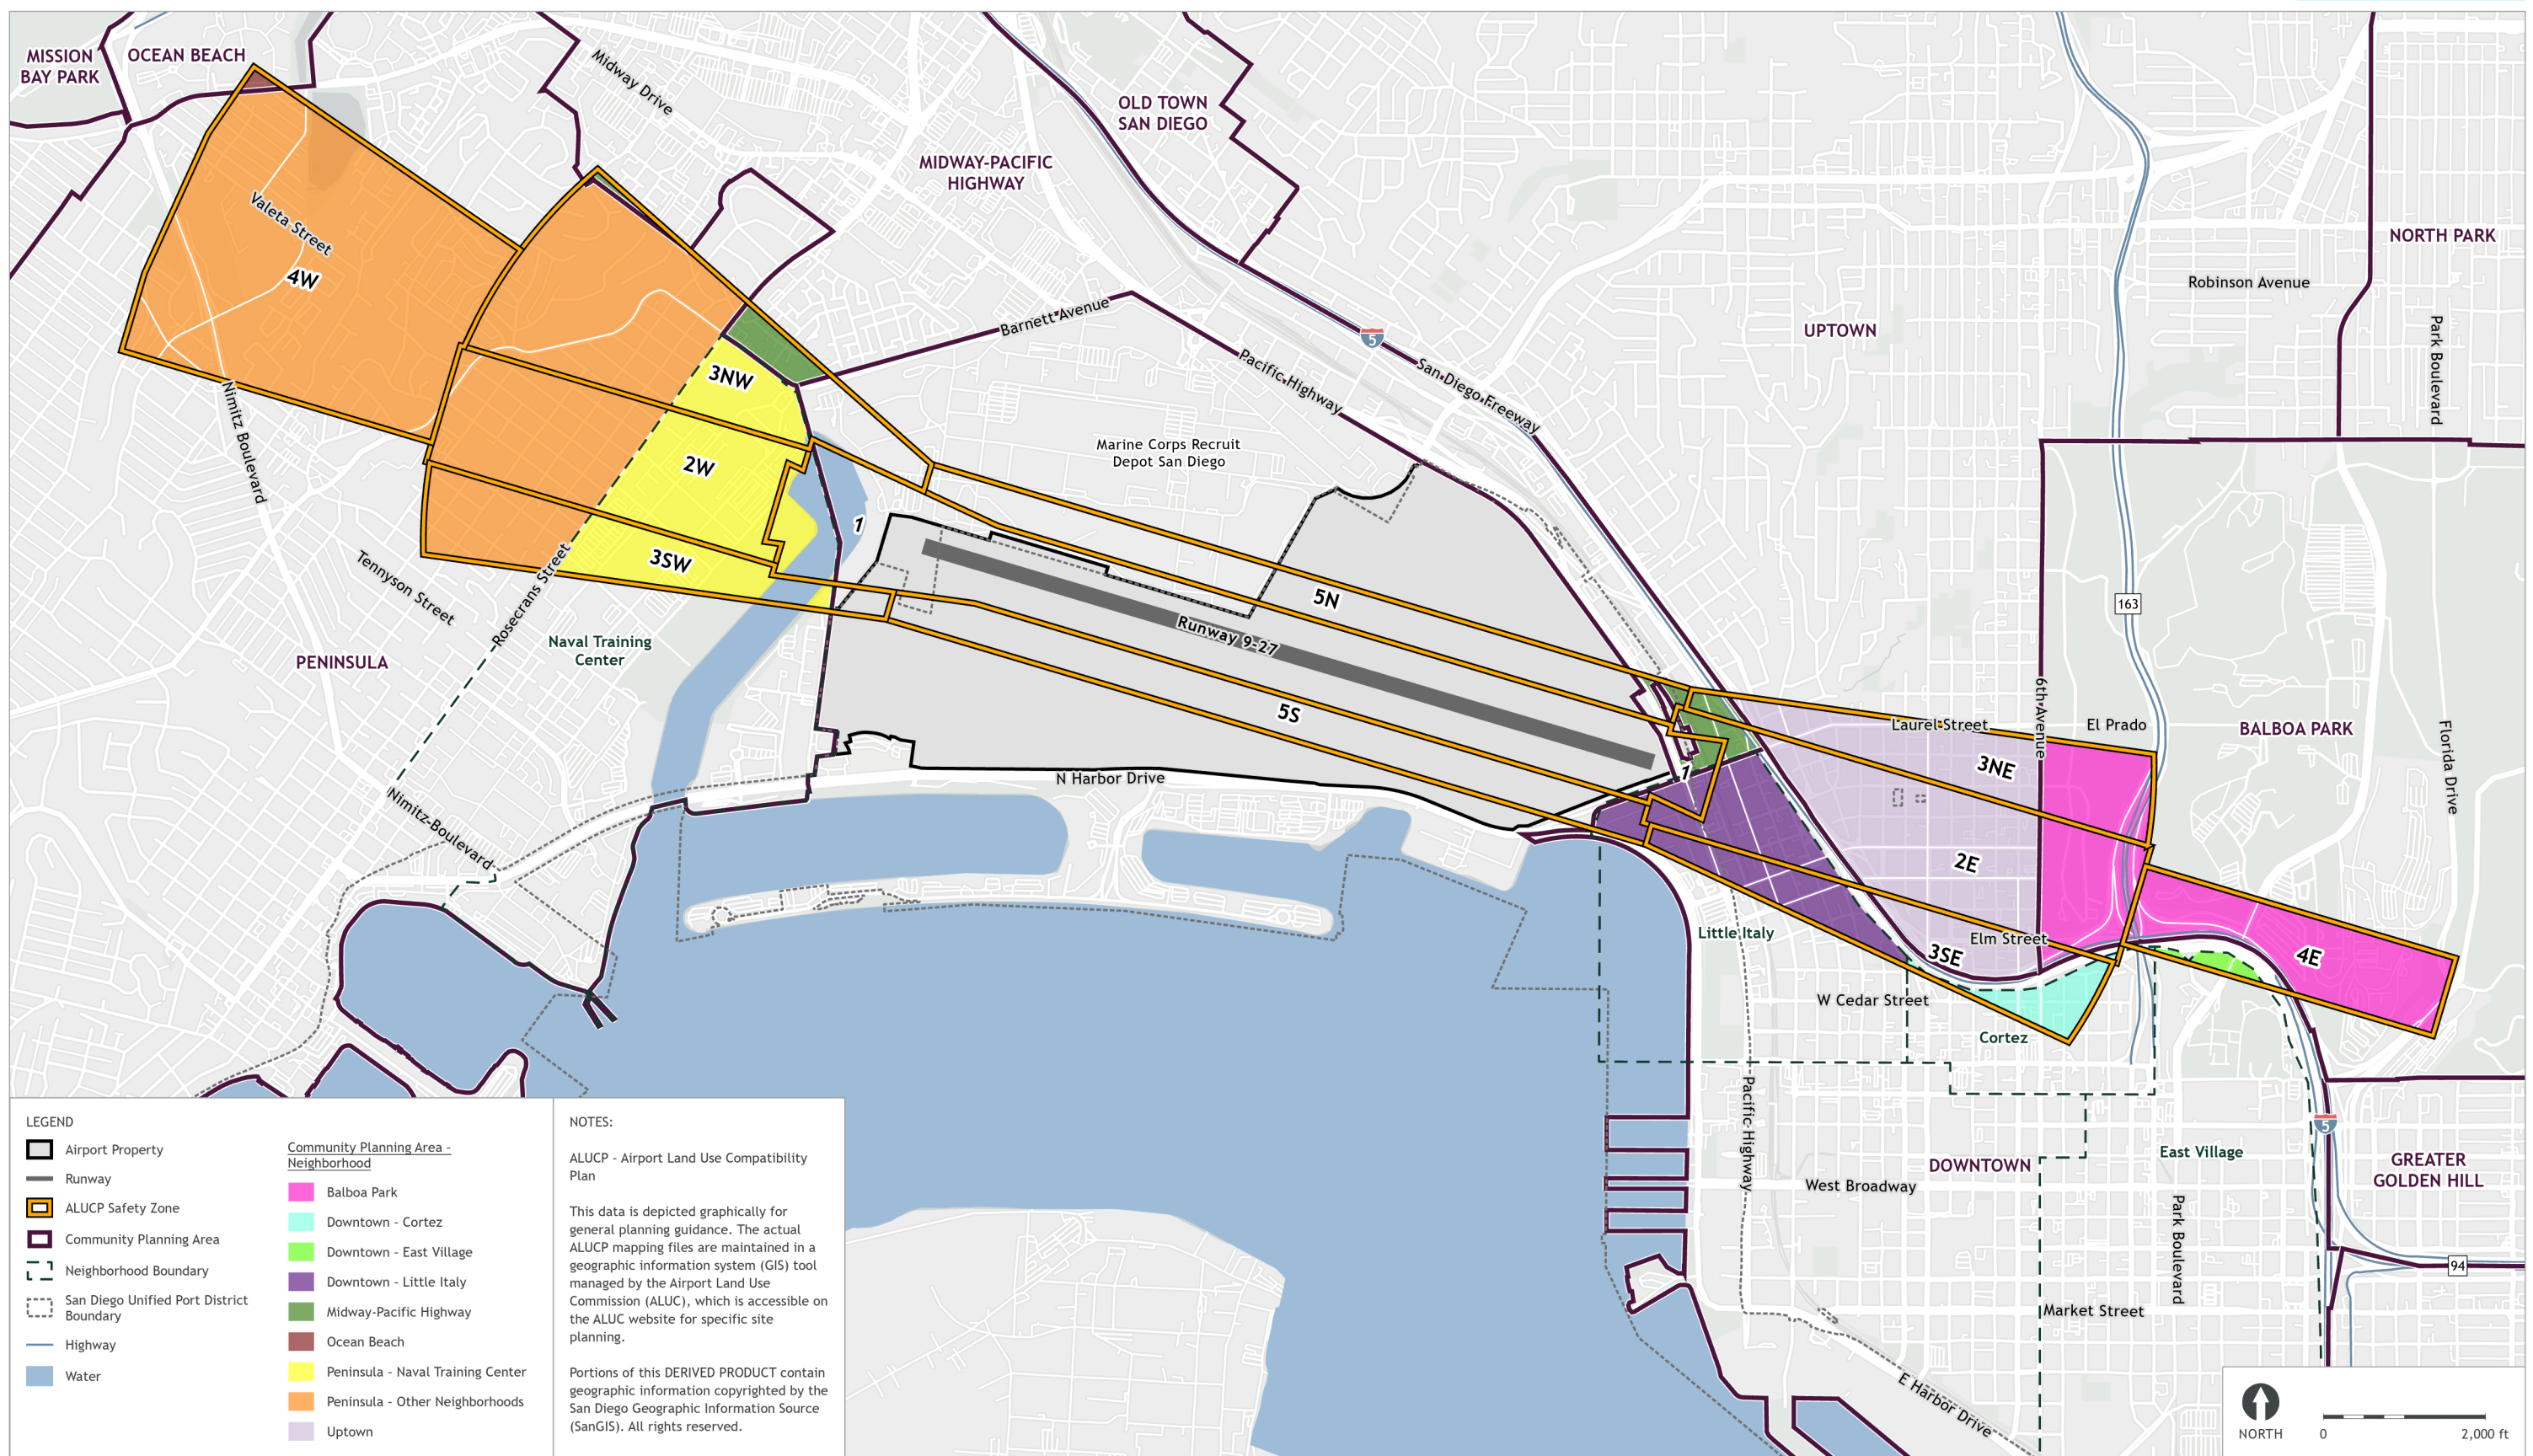 MISSION
BAY PARK
OCEAN BEACH
Midway Drive
OLD TOWN
SAN DIEGO
MIDWAY-PACIFIC
HIGHWAY
NORTH PARK
Robinson Avenue
UPTOWN
Park Boulevard
Valeta Street
4W
Barnett Avenue
5
Pacific Highway
San Diego Freeway
3NW
Nimitz Boulevard
Marine Corps Recruit
Depot San Diego
2W
1
3SW
Tennyson Street
Rosecrans Street
Naval Training
Center
PENINSULA
5N
Runway 9-27
5S
163
6th Avenue
Laurel Street
El Prado
BALBOA PARK
Florida Drive
3NE
1
N Harbor Drive
Nimitz Boulevard
2E
Little Italy
Elm Street
3SE
4E
W Cedar Street
Cortez
Pacific Highway
5
East Village
DOWNTOWN
West Broadway
GREATER
GOLDEN HILL
Park Boulevard
94
Market Street
E Harbor Drive
LEGEND
Airport Property
Runway
ALUCP Safety Zone
Community Planning Area
Neighborhood Boundary
San Diego Unified Port District
Boundary
Highway
Water
Community Planning Area -
Neighborhood
Balboa Park
Downtown - Cortez
Downtown - East Village
Downtown - Little Italy
Midway-Pacific Highway
Ocean Beach
Peninsula - Naval Training Center
Peninsula - Other Neighborhoods
Uptown
NOTES:
ALUCP - Airport Land Use Compatibility
Plan
This data is depicted graphically for
general planning guidance. The actual
ALUCP mapping files are maintained in a
geographic information system (GIS) tool
managed by the Airport Land Use
Commission (ALUC), which is accessible on
the ALUC website for specific site
planning.
Portions of this DERIVED PRODUCT contain
geographic information copyrighted by the
San Diego Geographic Information Source
(SanGIS). All rights reserved.
NORTH
0
2,000 ft